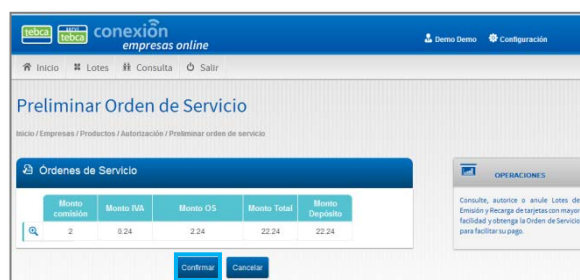 tebca servi tebca conexión
empresas online
Demo Demo Configuración
Inicio Lotes Consulta Salir
Preliminar Orden de Servicio
Inicio / Empresas / Productos / Autorización / Preliminar orden de servicio
Órdenes de Servicio
Monto comisión Monto IVA Monto OS Monto Total Monto Depósito
2 0.24 2.24 22.24 22.24
Confirmar Cancelar
OPERACIONES
Consulte, autorice o anule Lotes de
Emisión y Recarga de tarjetas con mayor
facilidad y obtenga la Orden de Servicio
para facilitar su pago.